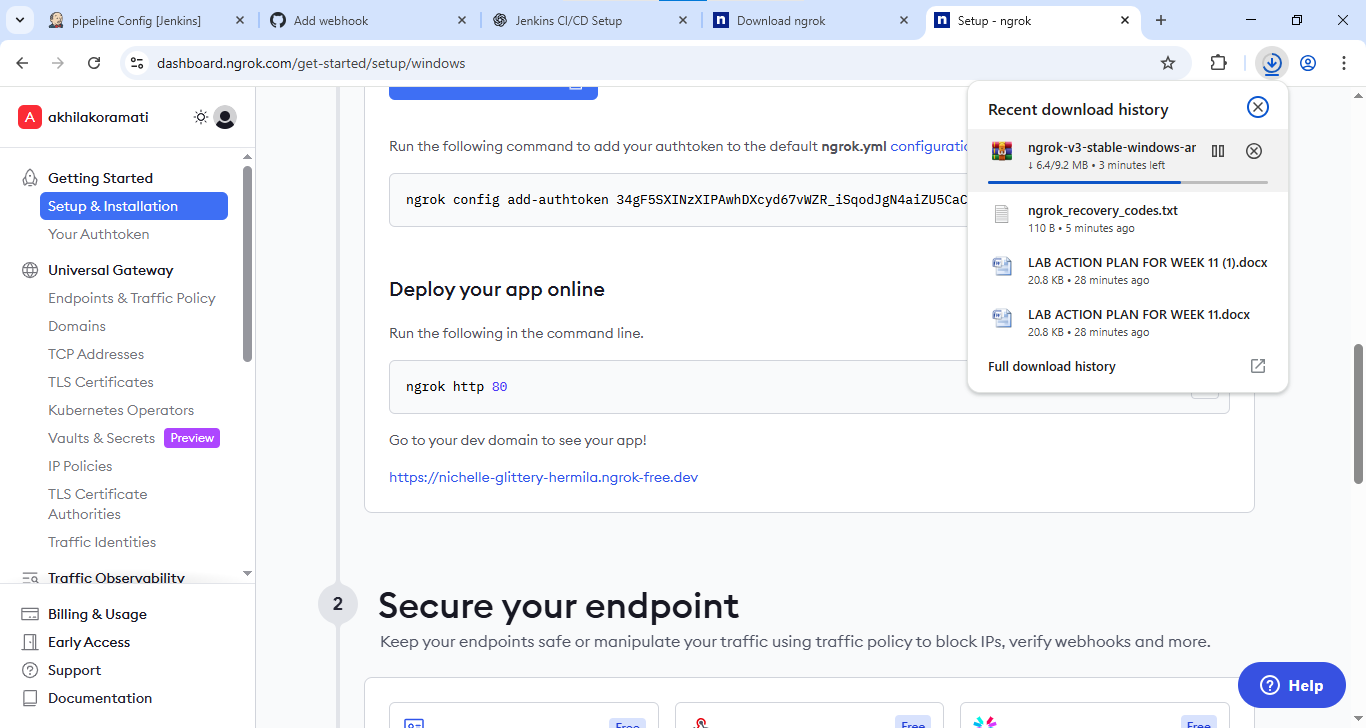 pipeline Config [Jenkins]
Add webhook
Jenkins CI/CD Setup
Download ngrok
Setup - ngrok
dashboard.ngrok.com/get-started/setup/windows
A akhilakoramati
Getting Started
Setup & Installation
Your Authtoken
Universal Gateway
Endpoints & Traffic Policy
Domains
TCP Addresses
TLS Certificates
Kubernetes Operators
Vaults & Secrets Preview
IP Policies
TLS Certificate
Authorities
Traffic Identities
Traffic Observability
Billing & Usage
Early Access
Support
Documentation
Run the following command to add your authtoken to the default ngrok.yml configuratio
ngrok config add-authtoken 34gF5SXINzXIPAwhDXcyd67vWZR_iSqodJgN4aiZU5CaC
Deploy your app online
Run the following in the command line.
ngrok http 80
Go to your dev domain to see your app!
https://nichelle-glittery-hermila.ngrok-free.dev
2 Secure your endpoint
Keep your endpoints safe or manipulate your traffic using traffic policy to block IPs, verify webhooks and more.
Free
Free
Free
Recent download history
ngrok-v3-stable-windows-ar
↓ 6.4/9.2 MB • 3 minutes left
ngrok_recovery_codes.txt
110 B • 5 minutes ago
LAB ACTION PLAN FOR WEEK 11 (1).docx
20.8 KB • 28 minutes ago
LAB ACTION PLAN FOR WEEK 11.docx
20.8 KB • 28 minutes ago
Full download history
Help